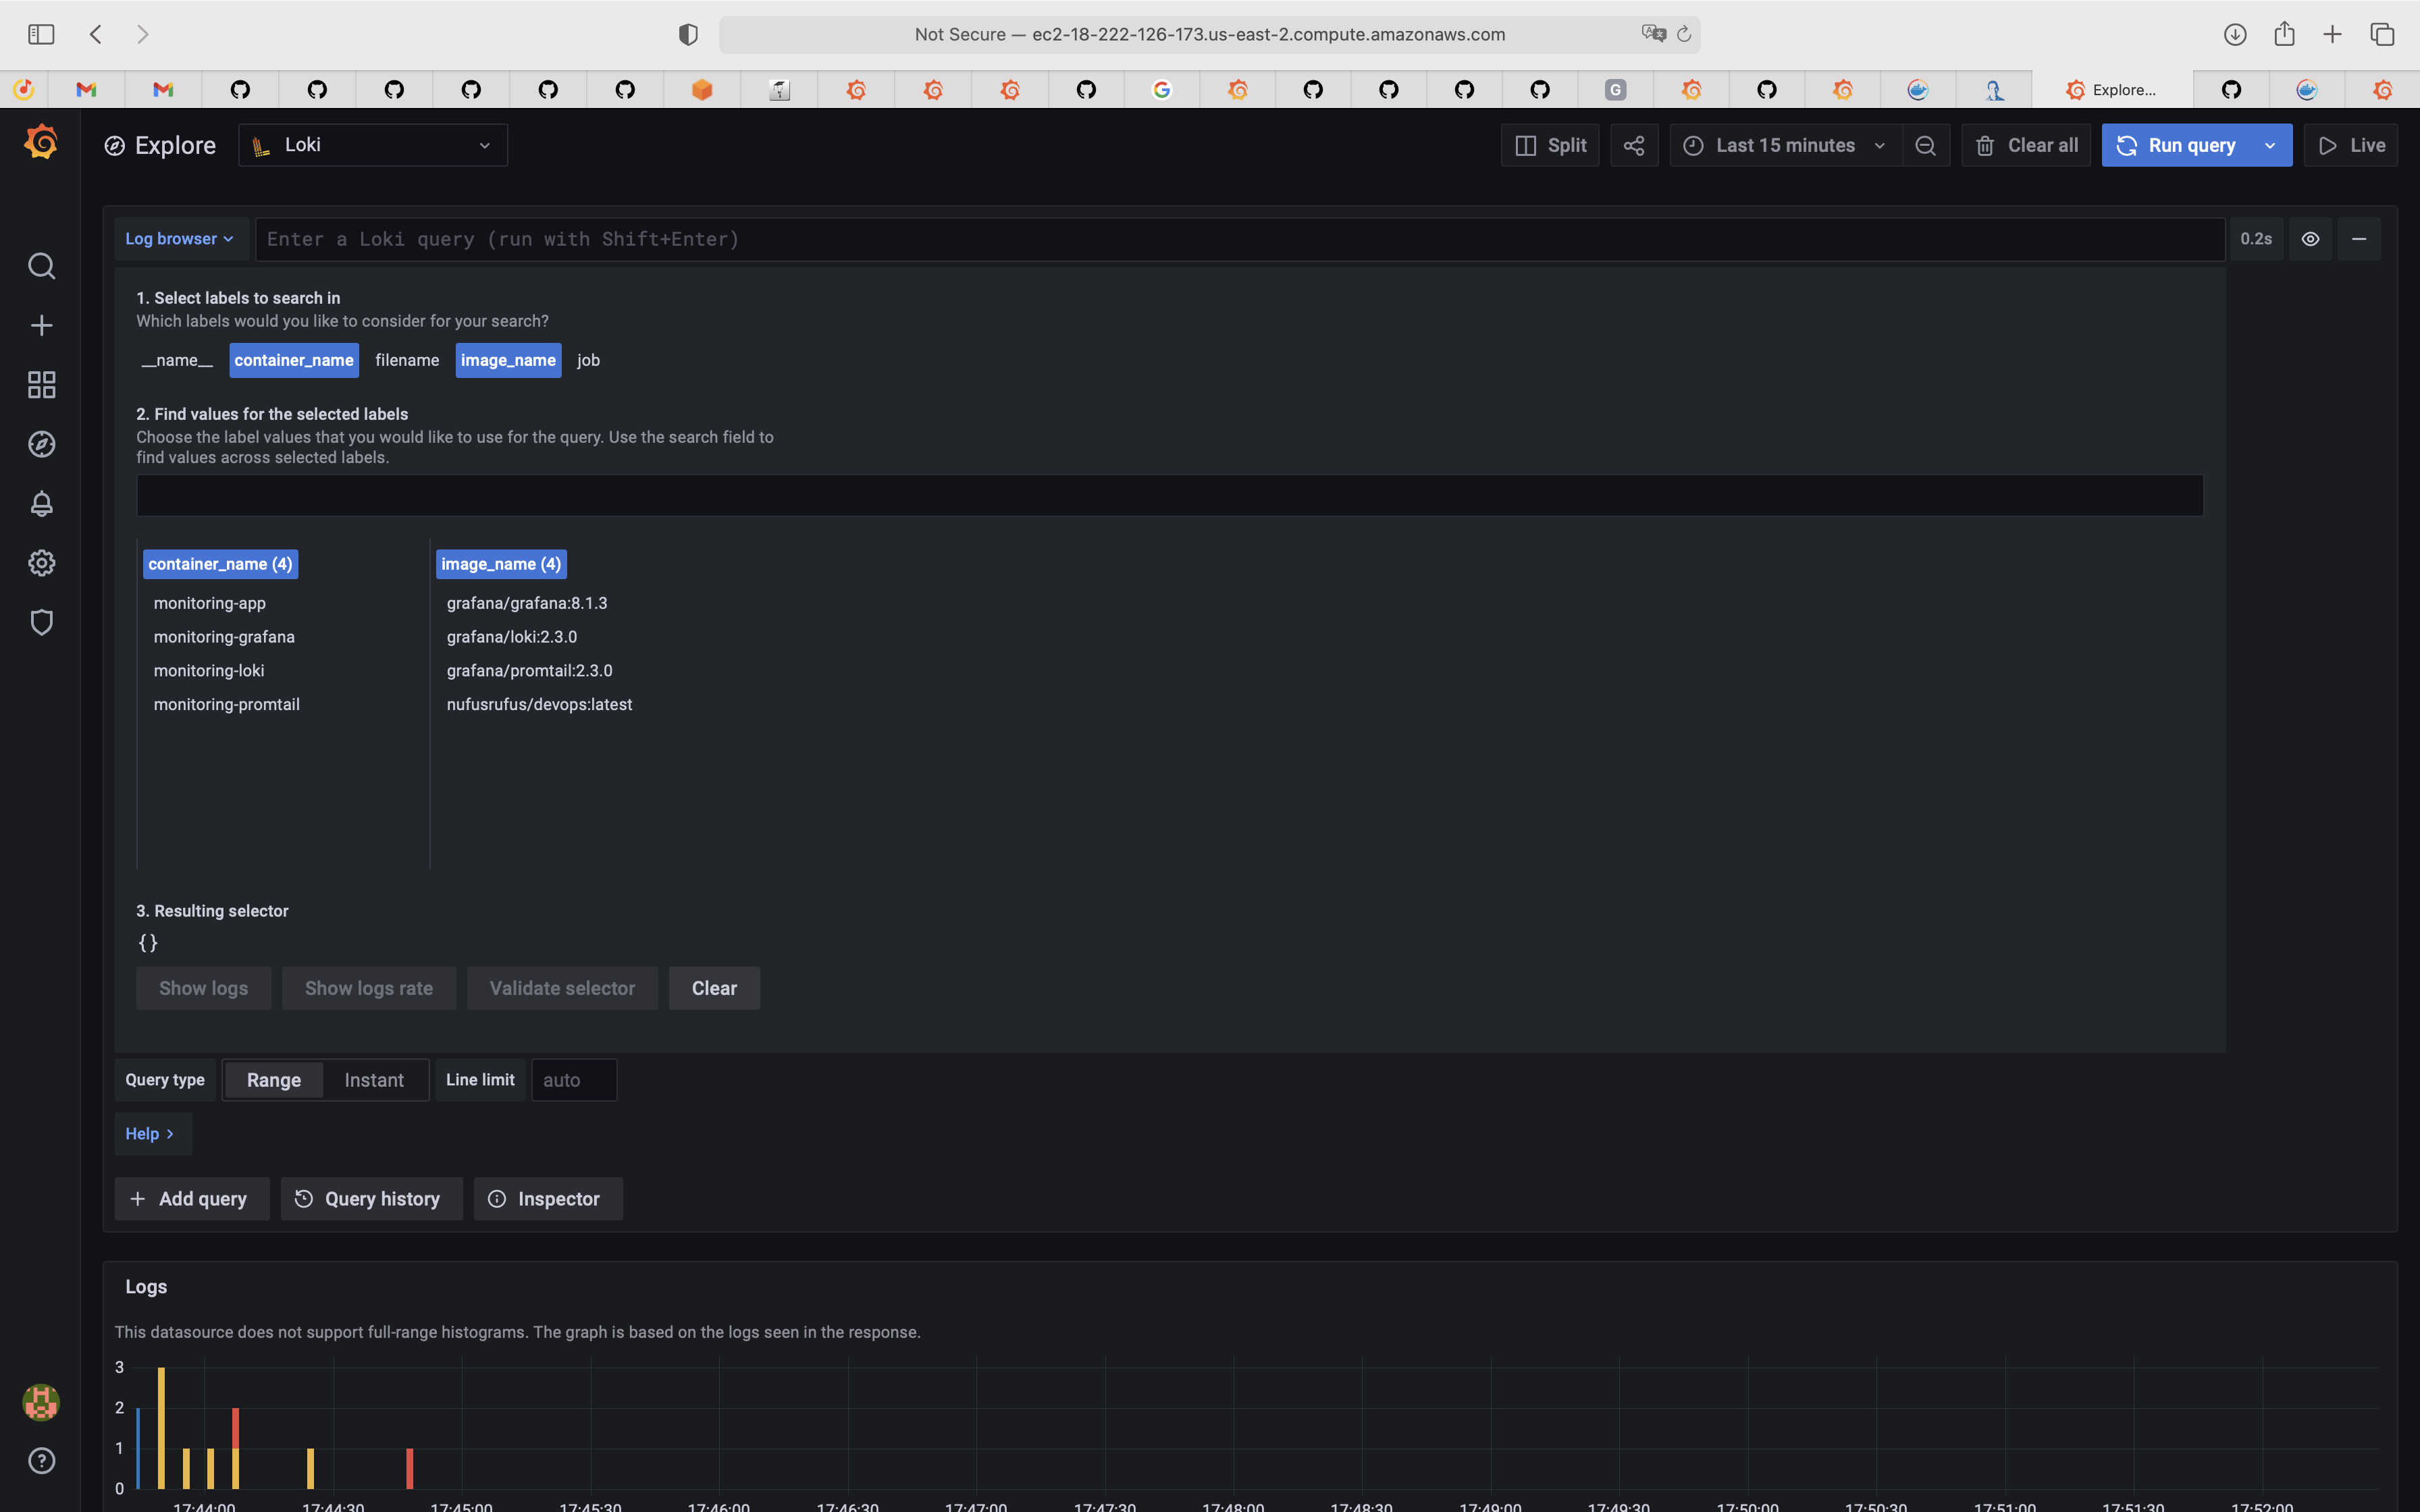 Not Secure — ec2-18-222-126-173.us-east-2.compute.amazonaws.com
G Explore...
Explore Loki Split Last 15 minutes Clear all Run query Live
Log browser Enter a Loki query (run with Shift+Enter) 0.2s
1. Select labels to search in
Which labels would you like to consider for your search?
__name__ container_name filename image_name job
2. Find values for the selected labels
Choose the label values that you would like to use for the query. Use the search field to
find values across selected labels.
container_name (4) image_name (4)
monitoring-app grafana/grafana:8.1.3
monitoring-grafana grafana/loki:2.3.0
monitoring-loki grafana/promtail:2.3.0
monitoring-promtail nufusrufus/devops:latest
3. Resulting selector
{}
Show logs Show logs rate Validate selector Clear
Query type Range Instant Line limit auto
Help
Add query Query history Inspector
Logs
This datasource does not support full-range histograms. The graph is based on the logs seen in the response.
3
2
1
0
17:44:00 17:44:30 17:45:00 17:45:30 17:46:00 17:46:30 17:47:00 17:47:30 17:48:00 17:48:30 17:49:00 17:49:30 17:50:00 17:50:30 17:51:00 17:51:30 17:52:00